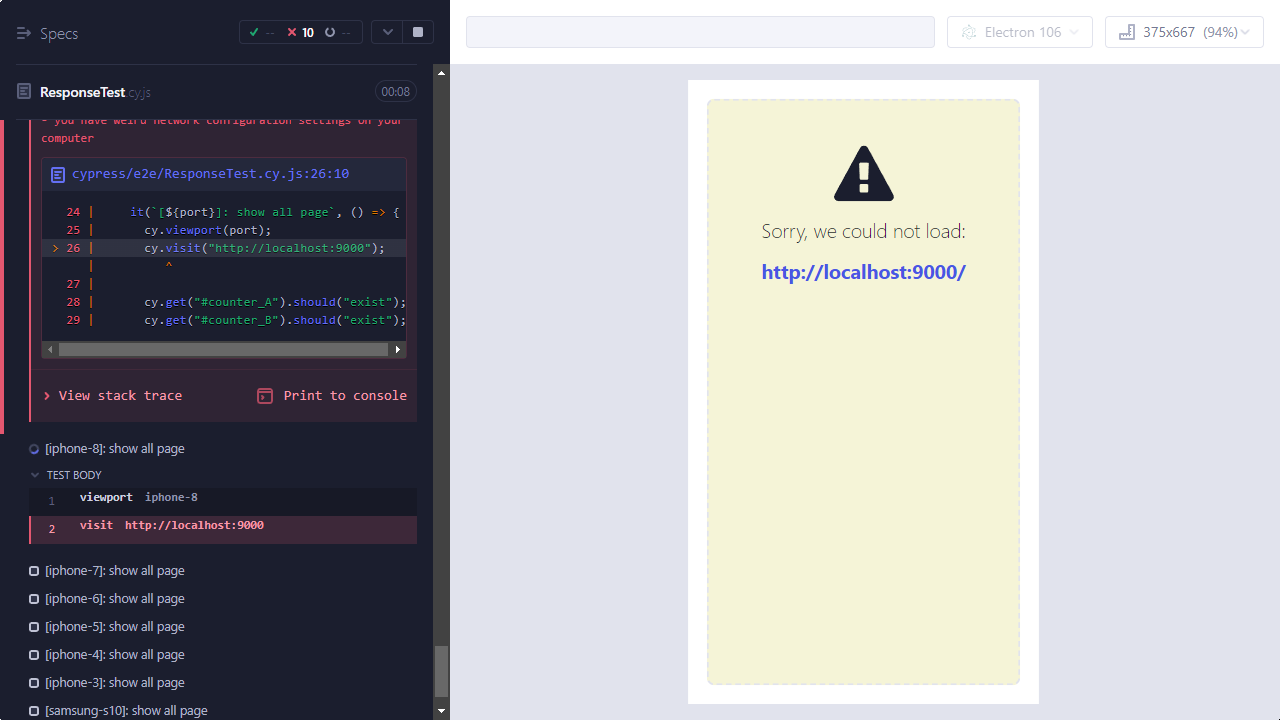 Specs
-- 10 --
ResponseTest.cy.js
00:08
- you have weird network configuration settings on your
computer
cypress/e2e/ResponseTest.cy.js:26:10
24 | it(`[${port}]: show all page`, () => {
25 | cy.viewport(port);
> 26 | cy.visit("http://localhost:9000");
| ^
27 |
28 | cy.get("#counter_A").should("exist");
29 | cy.get("#counter_B").should("exist");
View stack trace
Print to console
[iphone-8]: show all page
TEST BODY
1 viewport iphone-8
2 visit http://localhost:9000
[iphone-7]: show all page
[iphone-6]: show all page
[iphone-5]: show all page
[iphone-4]: show all page
[iphone-3]: show all page
[samsung-s10]: show all page
Electron 106
375x667 (94%)
Sorry, we could not load:
http://localhost:9000/